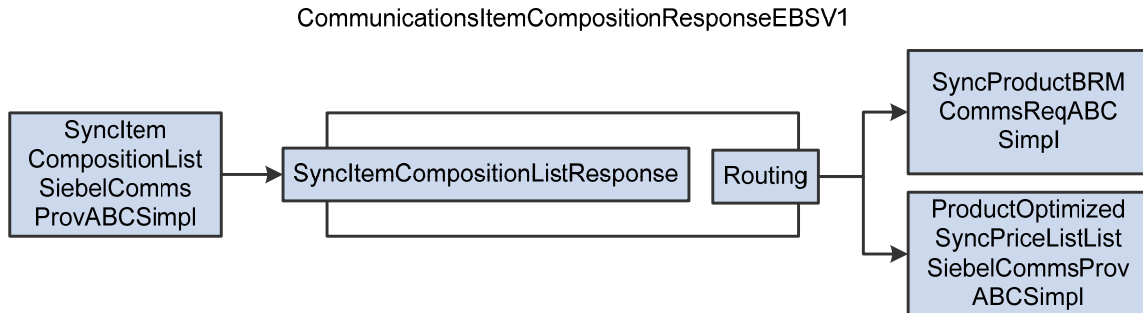 CommunicationsItemCompositionResponseEBSV1
SyncItem
CompositionList
SiebelComms
ProvABCSimpl
SyncItemCompositionListResponse
Routing
SyncProductBRM
CommsReqABC
Simpl
ProductOptimized
SyncPriceListList
SiebelCommsProv
ABCSimpl